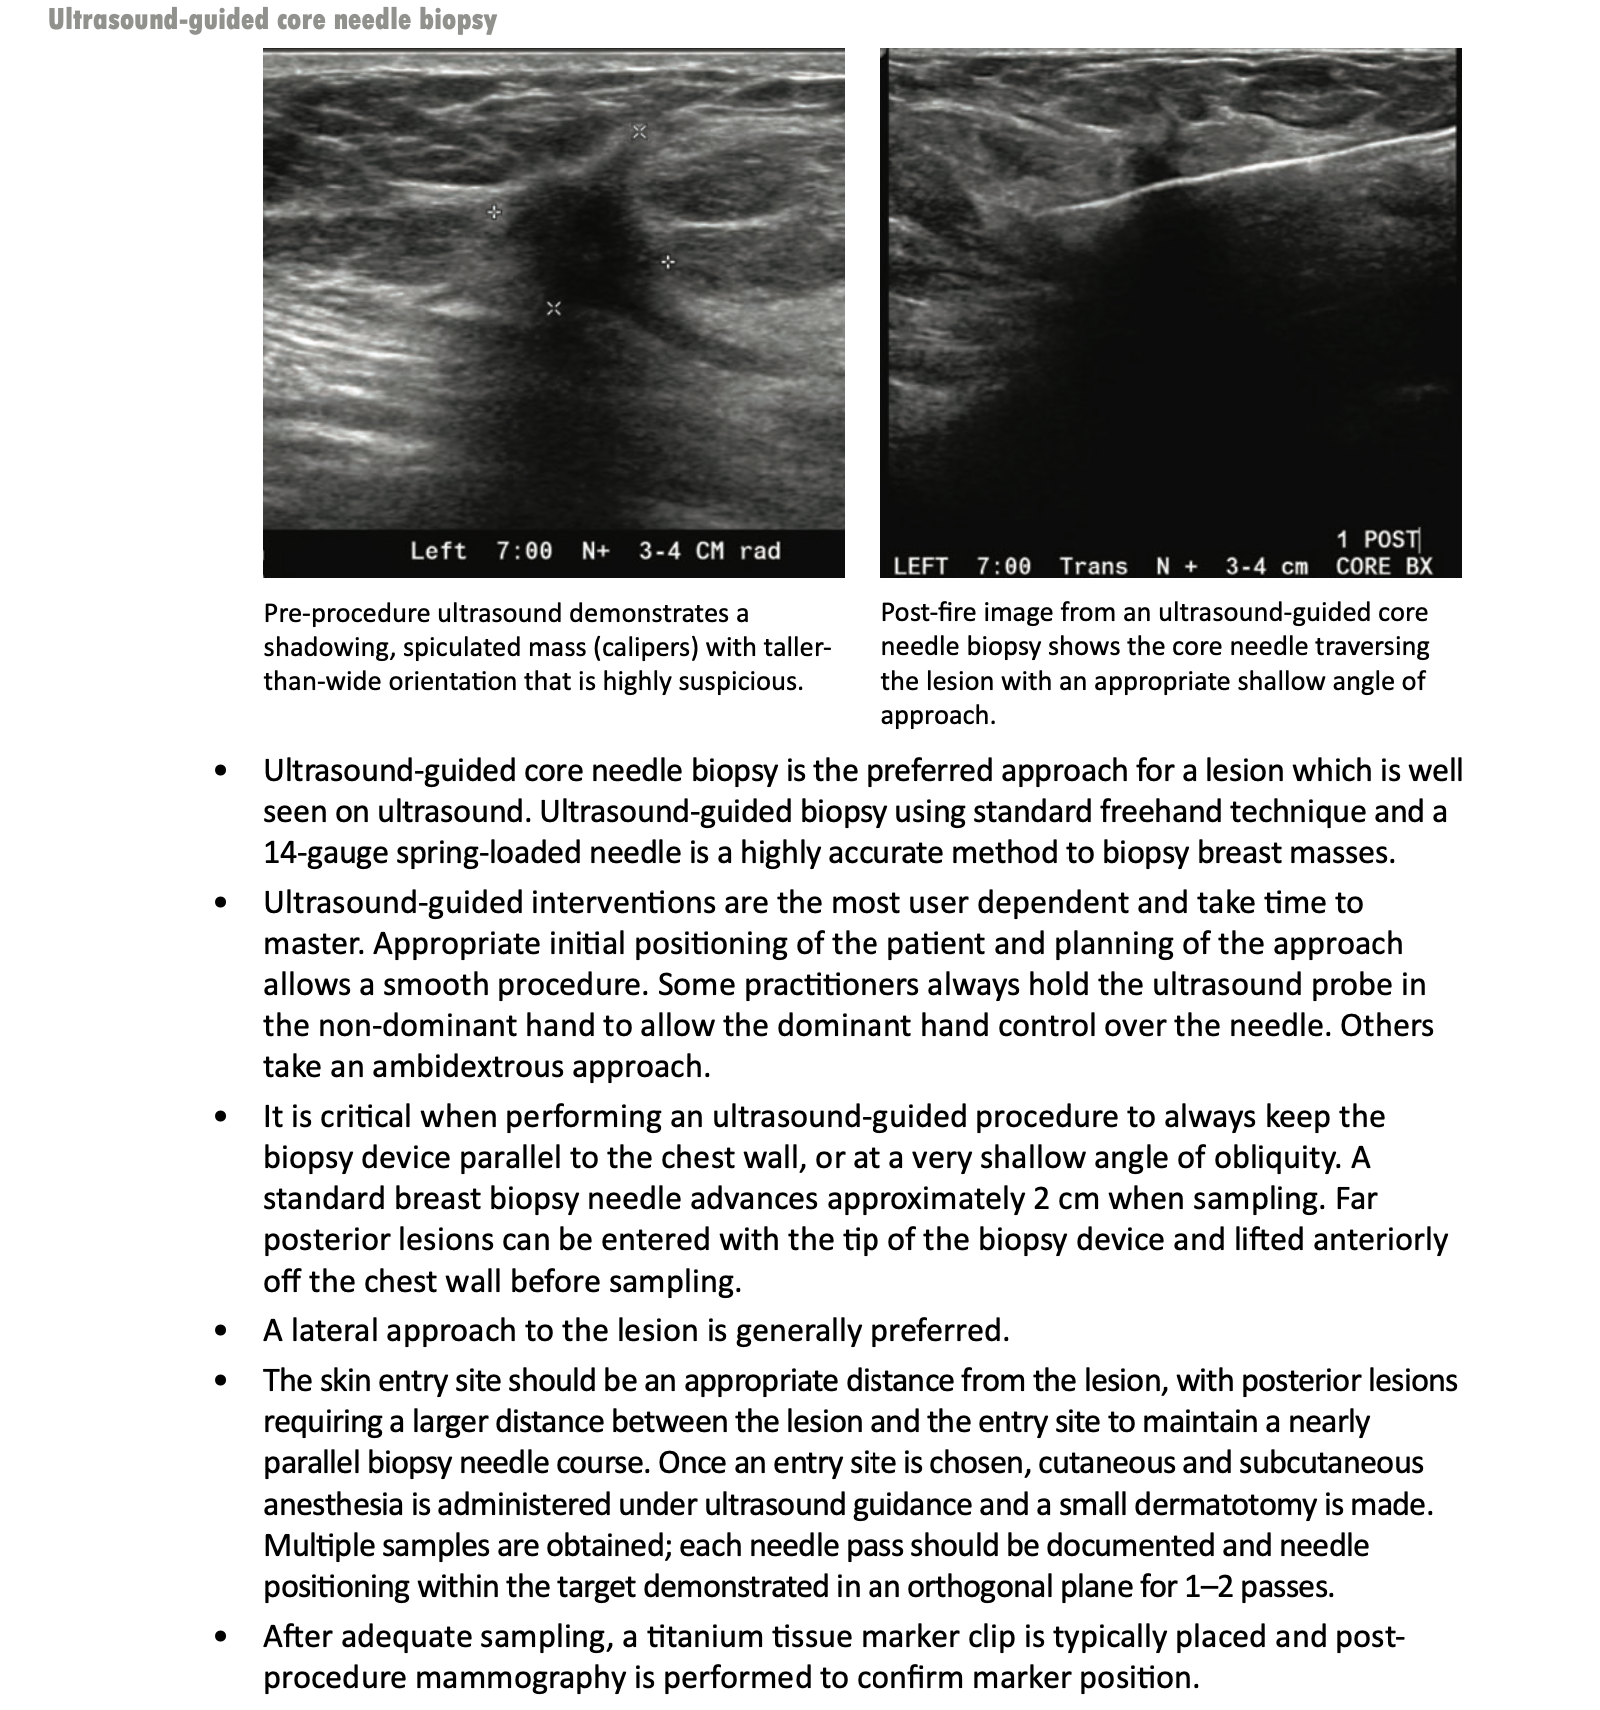 Ultrasound-guided core needle biopsy
Left 7:00 N+ 3-4 CM rad
1 POST
LEFT 7:00 Trans N + 3-4 cm CORE BX
Pre-procedure ultrasound demonstrates a
shadowing, spiculated mass (calipers) with taller-
than-wide orientation that is highly suspicious.
Post-fire image from an ultrasound-guided core
needle biopsy shows the core needle traversing
the lesion with an appropriate shallow angle of
approach.
• Ultrasound-guided core needle biopsy is the preferred approach for a lesion which is well
seen on ultrasound. Ultrasound-guided biopsy using standard freehand technique and a
14-gauge spring-loaded needle is a highly accurate method to biopsy breast masses.
• Ultrasound-guided interventions are the most user dependent and take time to
master. Appropriate initial positioning of the patient and planning of the approach
allows a smooth procedure. Some practitioners always hold the ultrasound probe in
the non-dominant hand to allow the dominant hand control over the needle. Others
take an ambidextrous approach.
• It is critical when performing an ultrasound-guided procedure to always keep the
biopsy device parallel to the chest wall, or at a very shallow angle of obliquity. A
standard breast biopsy needle advances approximately 2 cm when sampling. Far
posterior lesions can be entered with the tip of the biopsy device and lifted anteriorly
off the chest wall before sampling.
• A lateral approach to the lesion is generally preferred.
• The skin entry site should be an appropriate distance from the lesion, with posterior lesions
requiring a larger distance between the lesion and the entry site to maintain a nearly
parallel biopsy needle course. Once an entry site is chosen, cutaneous and subcutaneous
anesthesia is administered under ultrasound guidance and a small dermatotomy is made.
Multiple samples are obtained; each needle pass should be documented and needle
positioning within the target demonstrated in an orthogonal plane for 1–2 passes.
• After adequate sampling, a titanium tissue marker clip is typically placed and post-
procedure mammography is performed to confirm marker position.